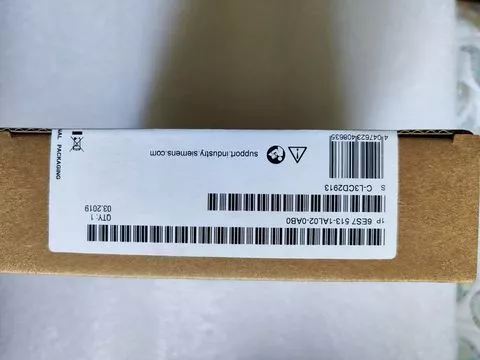 1P 6ES7 513-1AL02-0AB0
QTY: 1
03.2019
S C-L3CD2913
support.industry.siemens.com
4047623408635
PACKAGING